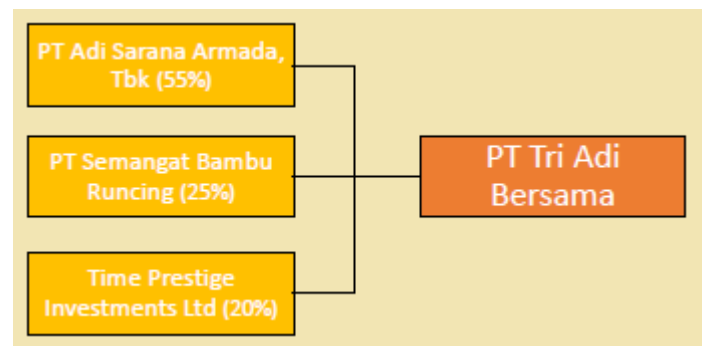 PT Adi Sarana Armada,
Tbk (55%)
PT Semangat Bambu
Runcing (25%)
Time Prestige
Investments Ltd (20%)
PT Tri Adi
Bersama